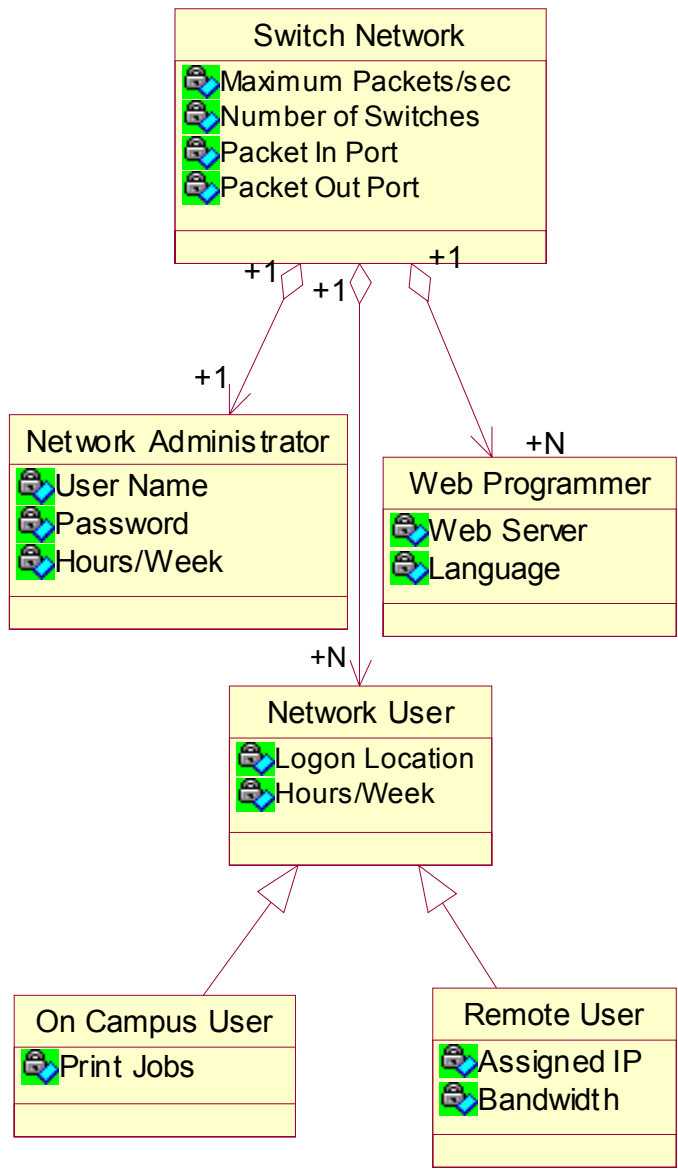 Switch Network
Maximum Packets/sec
Number of Switches
Packet In Port
Packet Out Port
+1
+1
+1
+1
Network Administrator
User Name
Password
Hours/Week
+N
Web Programmer
Web Server
Language
+N
Network User
Logon Location
Hours/Week
On Campus User
Print Jobs
Remote User
Assigned IP
Bandwidth